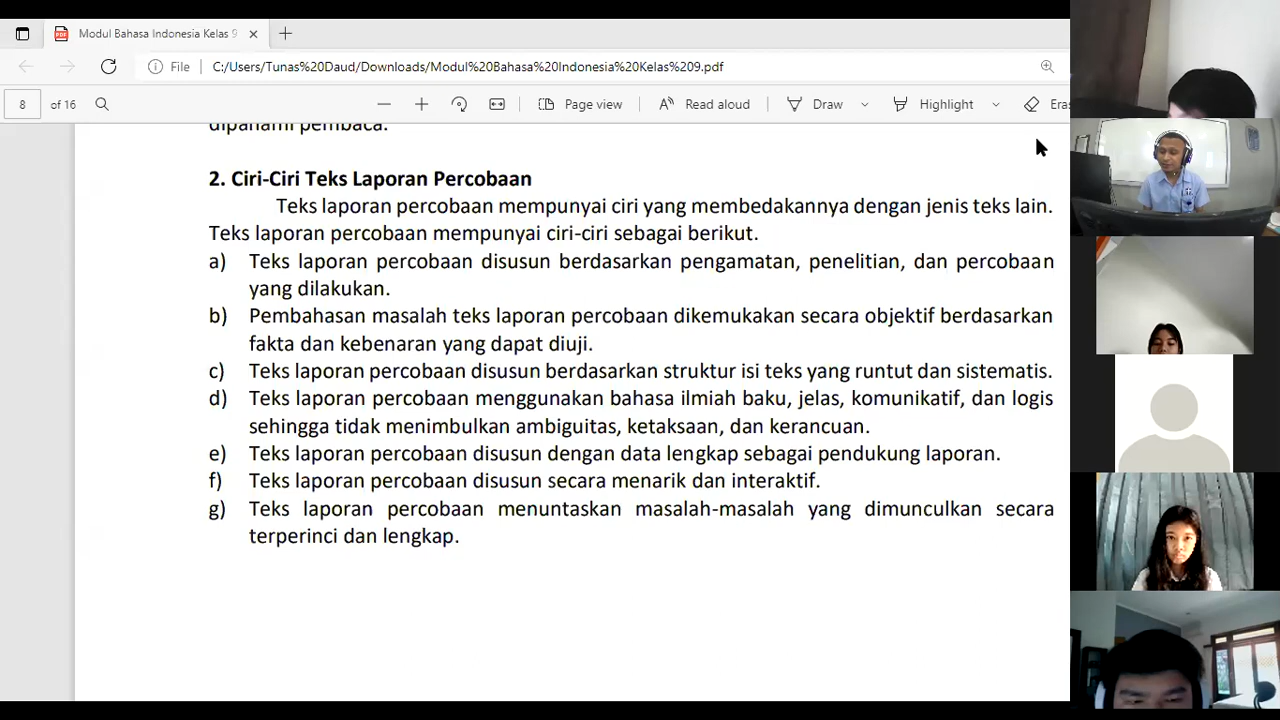 Modul Bahasa Indonesia Kelas 9
File C:/Users/Tunas%20Daud/Downloads/Modul%20Bahasa%20Indonesia%20Kelas%209.pdf
8 of 16 Page view Read aloud Draw Highlight Eras
dipahami pembaca.
2. Ciri-Ciri Teks Laporan Percobaan
Teks laporan percobaan mempunyai ciri yang membedakannya dengan jenis teks lain.
Teks laporan percobaan mempunyai ciri-ciri sebagai berikut.
a) Teks laporan percobaan disusun berdasarkan pengamatan, penelitian, dan percobaan
yang dilakukan.
b) Pembahasan masalah teks laporan percobaan dikemukakan secara objektif berdasarkan
fakta dan kebenaran yang dapat diuji.
c) Teks laporan percobaan disusun berdasarkan struktur isi teks yang runtut dan sistematis.
d) Teks laporan percobaan menggunakan bahasa ilmiah baku, jelas, komunikatif, dan logis
sehingga tidak menimbulkan ambiguitas, ketaksaan, dan kerancuan.
e) Teks laporan percobaan disusun dengan data lengkap sebagai pendukung laporan.
f) Teks laporan percobaan disusun secara menarik dan interaktif.
g) Teks laporan percobaan menuntaskan masalah-masalah yang dimunculkan secara
terperinci dan lengkap.